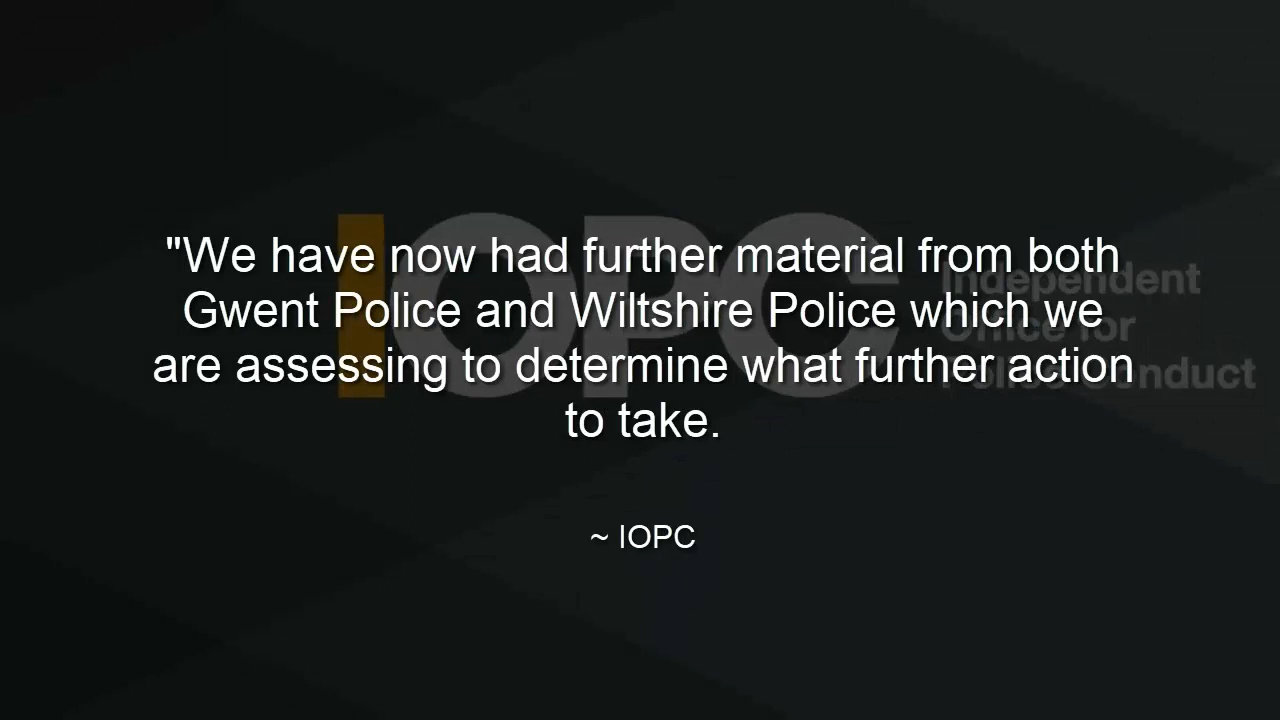 "We have now had further material from both
Gwent Police and Wiltshire Police which we
are assessing to determine what further action
to take.
~ IOPC
IOPC
Independent
Office for
Police Conduct